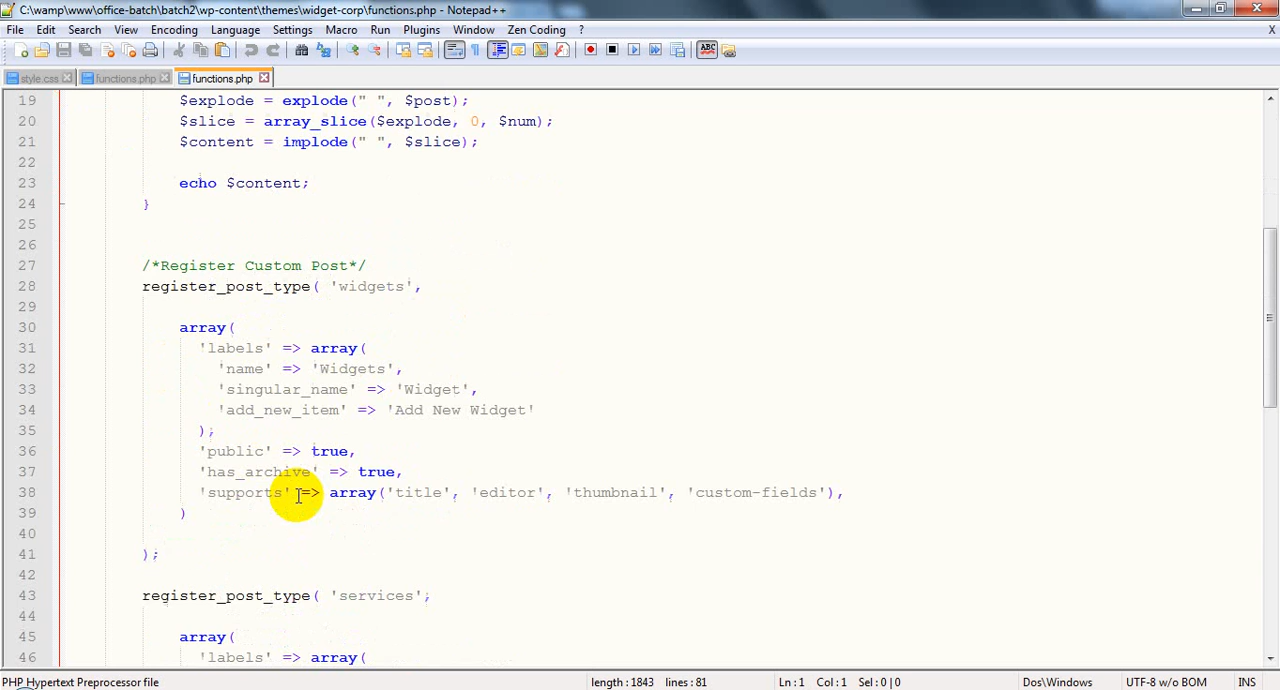 C:\wamp\www\office-batch\batch2\wp-content\themes\widget-corp\functions.php - Notepad++
File Edit Search View Encoding Language Settings Macro Run Plugins Window Zen Coding ? X
style.css functions.php functions.php
19 $explode = explode(" ", $post);
20 $slice = array_slice($explode, 0, $num);
21 $content = implode(" ", $slice);
22
23 echo $content;
24 }
25
26
27 /*Register Custom Post*/
28 register_post_type( 'widgets',
29
30 array(
31 'labels' => array(
32 'name' => 'Widgets',
33 'singular_name' => 'Widget',
34 'add_new_item' => 'Add New Widget'
35 );
36 'public' => true,
37 'has_archive' => true,
38 'supports' => array('title', 'editor', 'thumbnail', 'custom-fields'),
39 )
40
41 );
42
43 register_post_type( 'services';
44
45 array(
46 'labels' => array(
PHP Hypertext Preprocessor file length : 1843 lines : 81 Ln : 1 Col : 1 Sel : 0 | 0 Dos\Windows UTF-8 w/o BOM INS